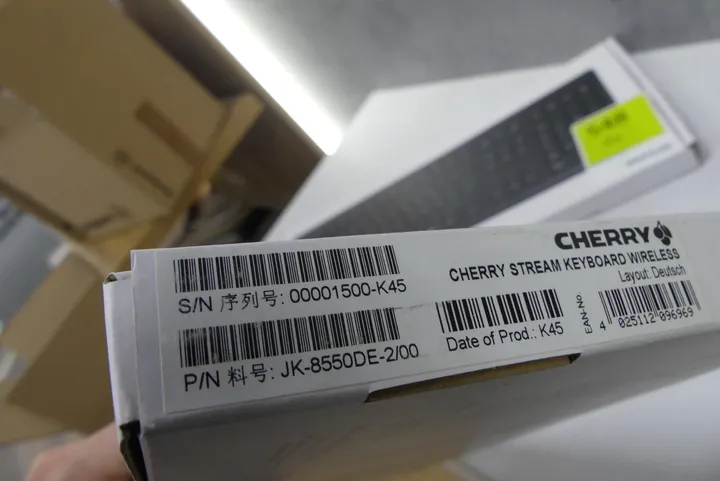 CHERRY
CHERRY STREAM KEYBOARD WIRELESS
Layout: Deutsch
S/N 序列号: 00001500-K45
P/N 料号: JK-8550DE-2/00
Date of Prod.: K45
EAN-No
4 025112 096969